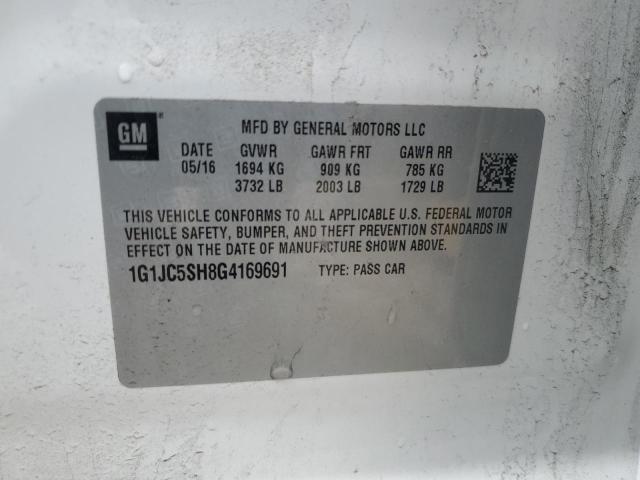 GM
MFD BY GENERAL MOTORS LLC
DATE GVWR GAWR FRT GAWR RR
05/16 1694 KG 909 KG 785 KG
3732 LB 2003 LB 1729 LB
THIS VEHICLE CONFORMS TO ALL APPLICABLE U.S. FEDERAL MOTOR
VEHICLE SAFETY, BUMPER, AND THEFT PREVENTION STANDARDS IN
EFFECT ON THE DATE OF MANUFACTURE SHOWN ABOVE.
1G1JC5SH8G4169691 TYPE: PASS CAR